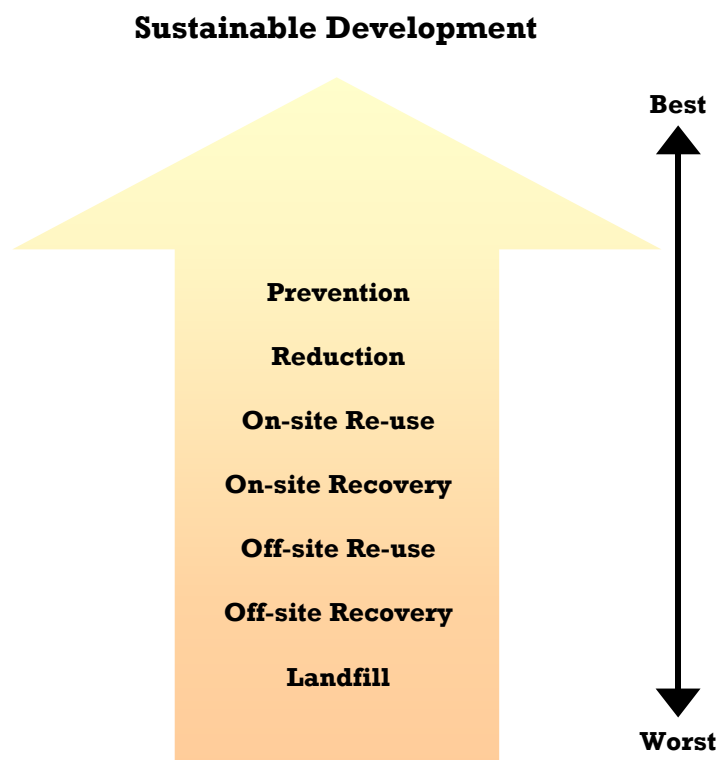 Sustainable Development
Best
Prevention
Reduction
On-site Re-use
On-site Recovery
Off-site Re-use
Off-site Recovery
Landfill
Worst